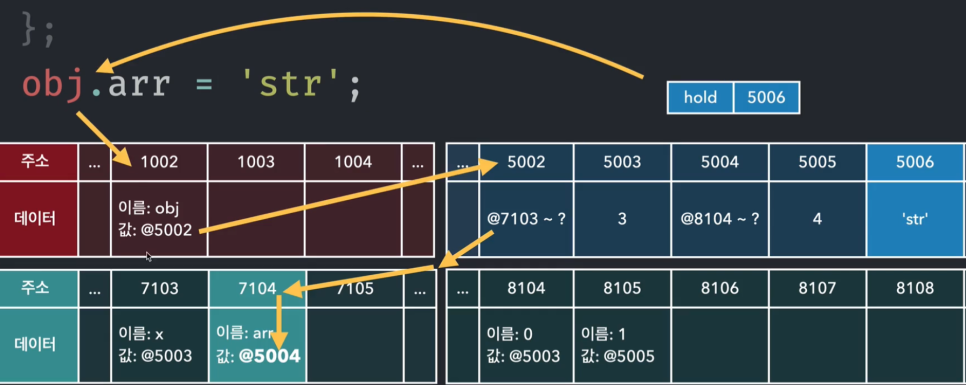 };
obj.arr = 'str';
hold 5006
주소 ... 1002 1003 1004 ... ... 5002 5003 5004 5005 5006
데이터 이름: obj 값: @5002 @7103 ~ ? 3 @8104 ~ ? 4 'str'
주소 ... 7103 7104 7105 ... ... 8104 8105 8106 8107 8108
데이터 이름: x 이름: arr 이름: 0 이름: 1
값: @5003 값: @5004 값: @5003 값: @5005